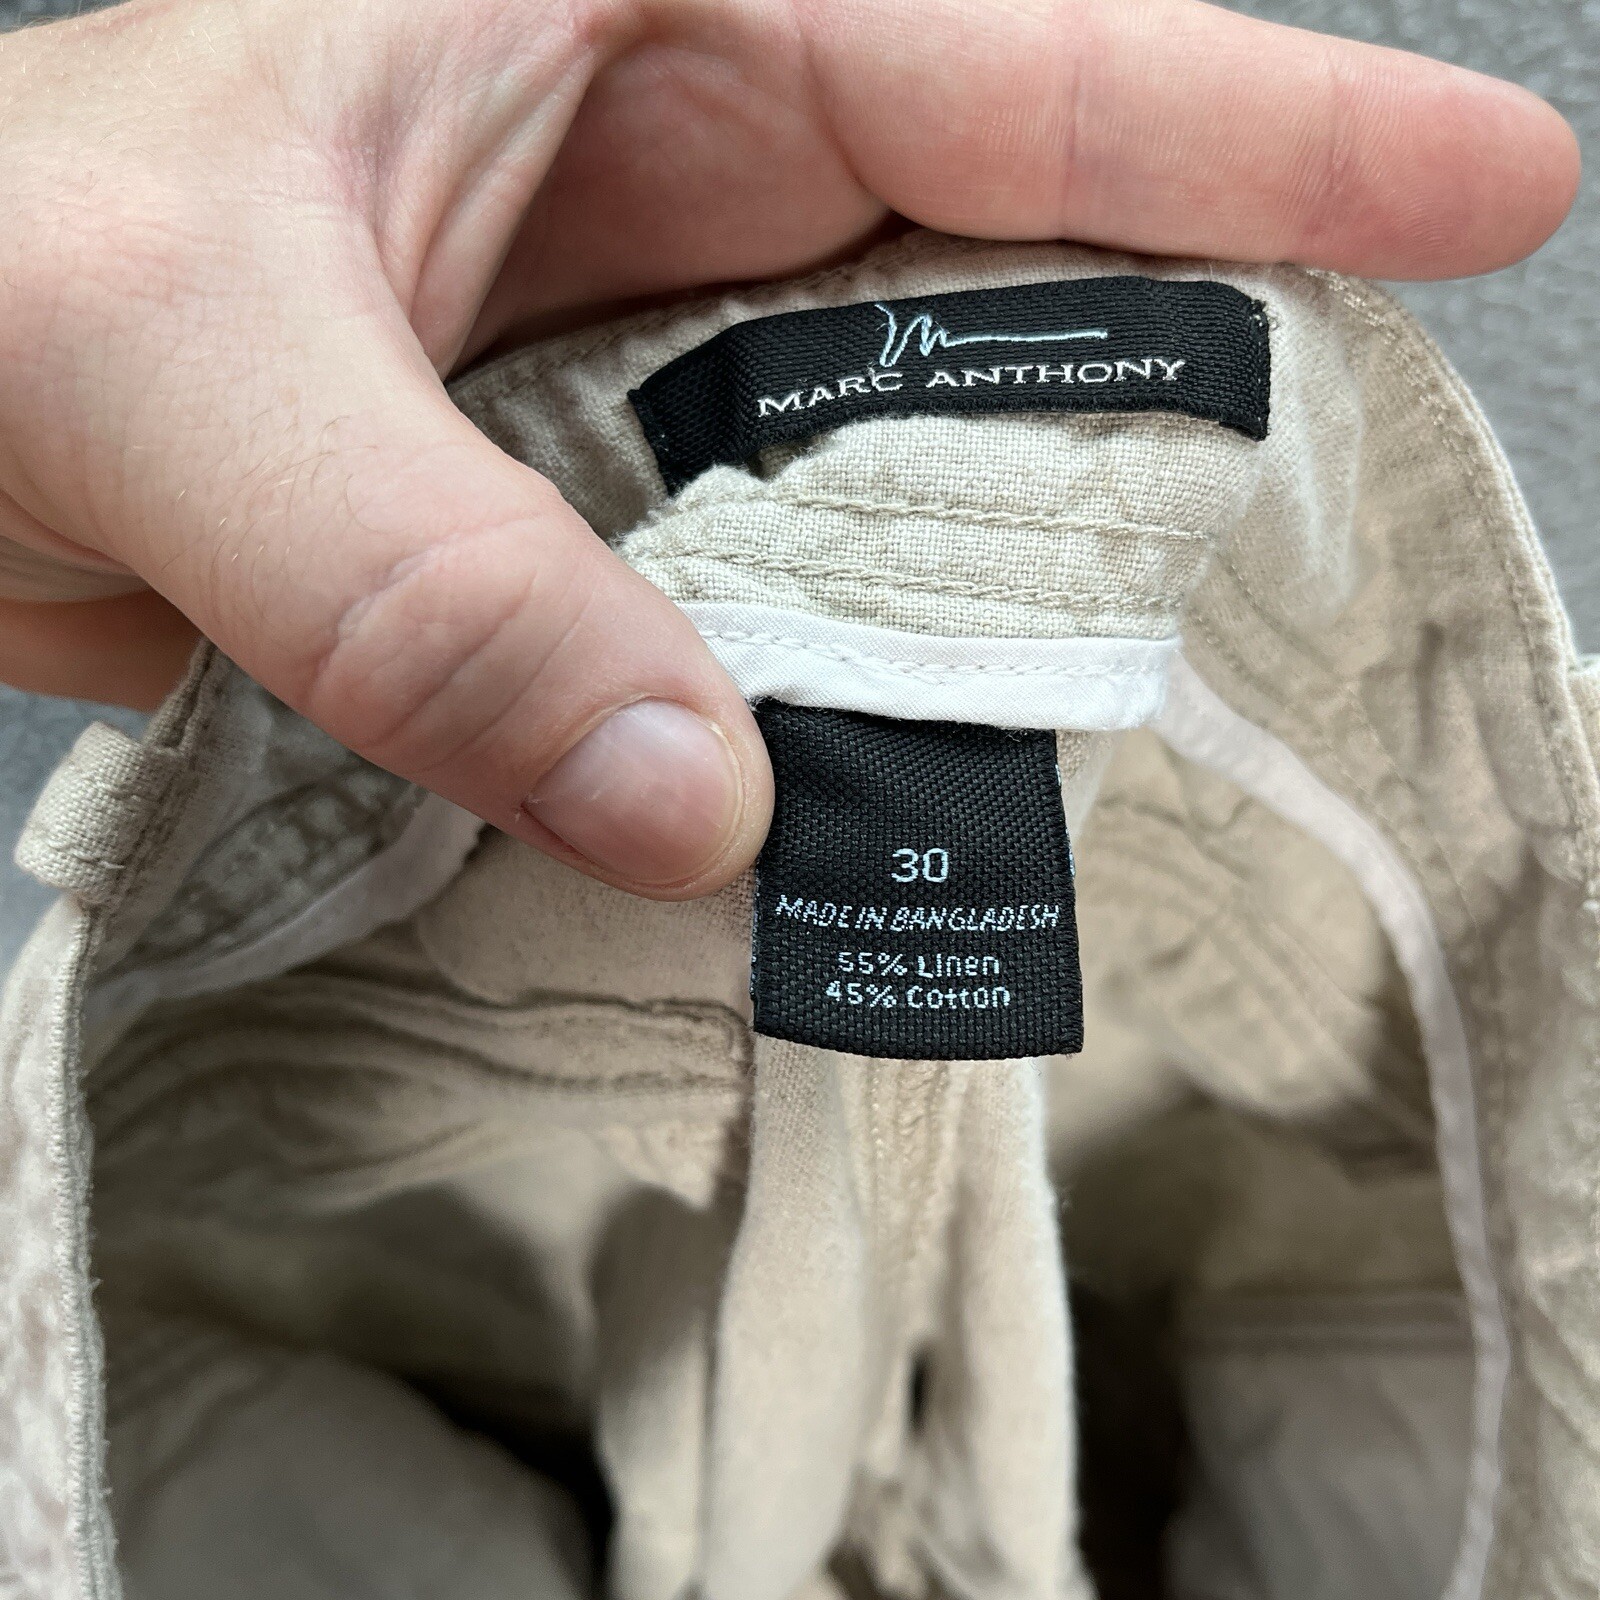 MARC ANTHONY
30
MADE IN BANGLADESH
55% Linen
45% Cotton